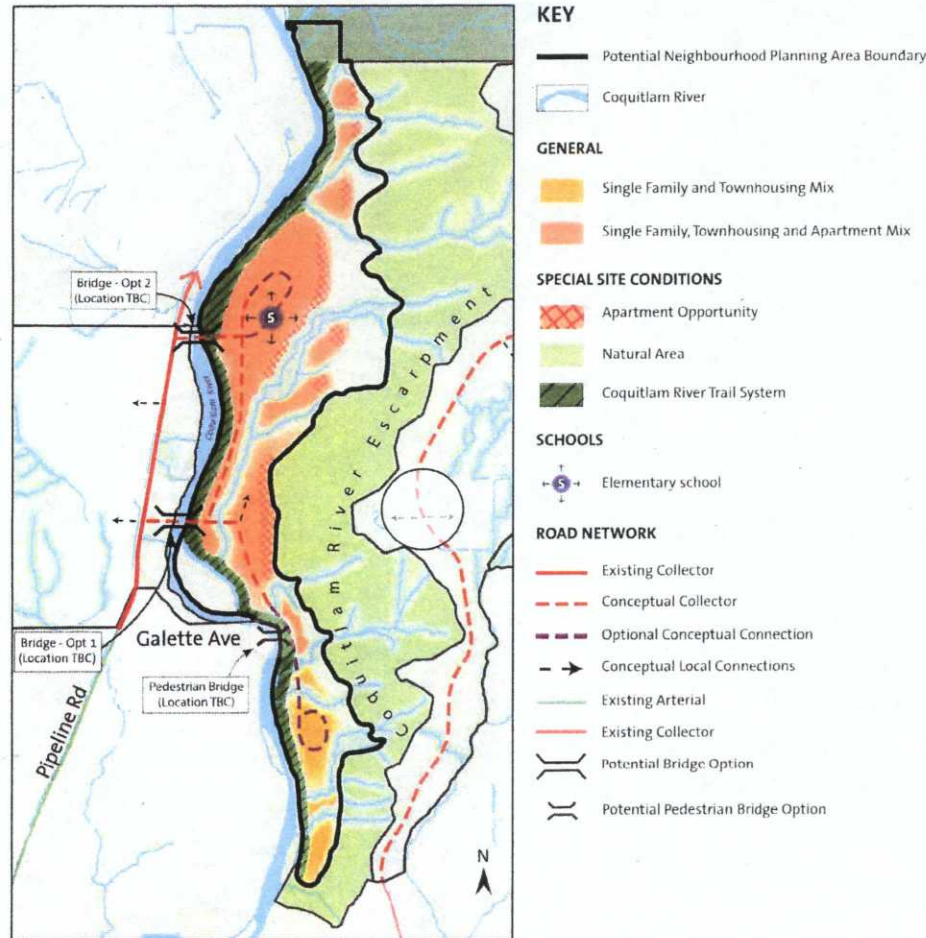 Bridge - Opt 2
(Location TBC)
S
Coquitlam River
Coquitlam River Escarpment
Galette Ave
Bridge - Opt 1
(Location TBC)
Pedestrian Bridge
(Location TBC)
Pipeline Rd
N
KEY
Potential Neighbourhood Planning Area Boundary
Coquitlam River
GENERAL
Single Family and Townhousing Mix
Single Family, Townhousing and Apartment Mix
SPECIAL SITE CONDITIONS
Apartment Opportunity
Natural Area
Coquitlam River Trail System
SCHOOLS
S
Elementary school
ROAD NETWORK
Existing Collector
Conceptual Collector
Optional Conceptual Connection
Conceptual Local Connections
Existing Arterial
Existing Collector
Potential Bridge Option
Potential Pedestrian Bridge Option